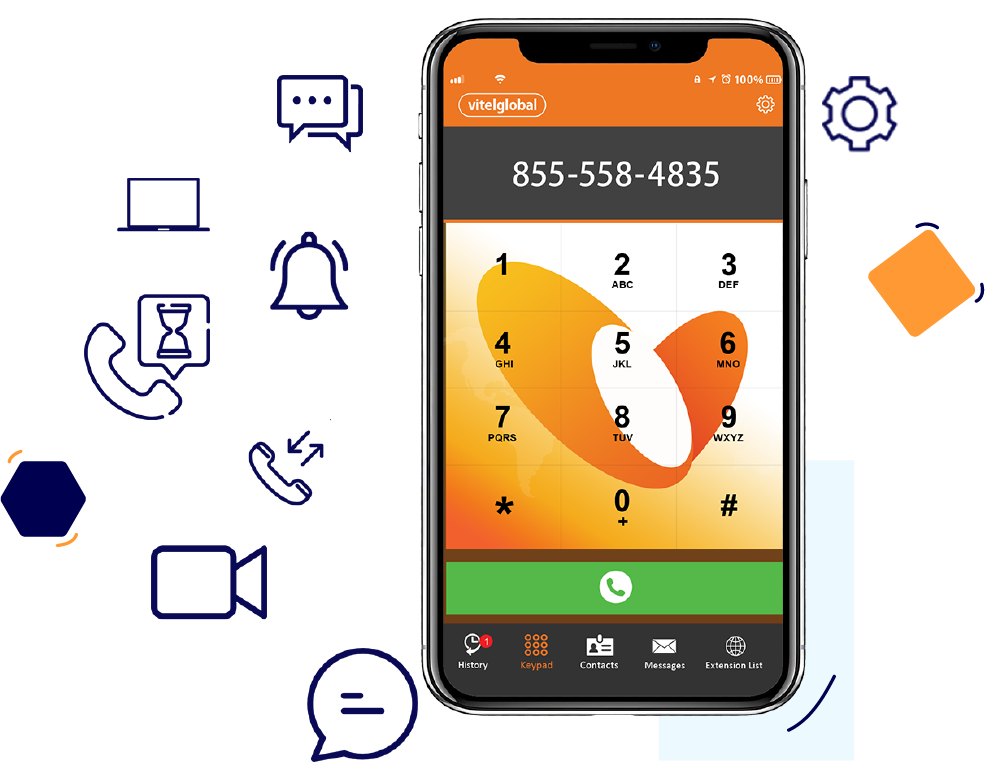 100%
vitelglobal
855-558-4835
1 2 3
ABC DEF
4 5 6
GHI JKL MNO
7 8 9
PQRS TUV WXYZ
* 0 #
+
1
History Keypad Contacts Messages Extension List